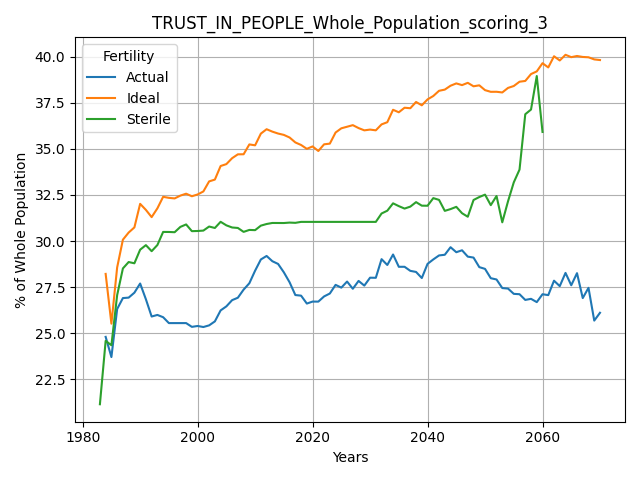 TRUST_IN_PEOPLE_Whole_Population_scoring_3
Fertility
Actual
Ideal
Sterile
40.0
37.5
35.0
32.5
30.0
27.5
25.0
22.5
% of Whole Population
1980 2000 2020 2040 2060
Years